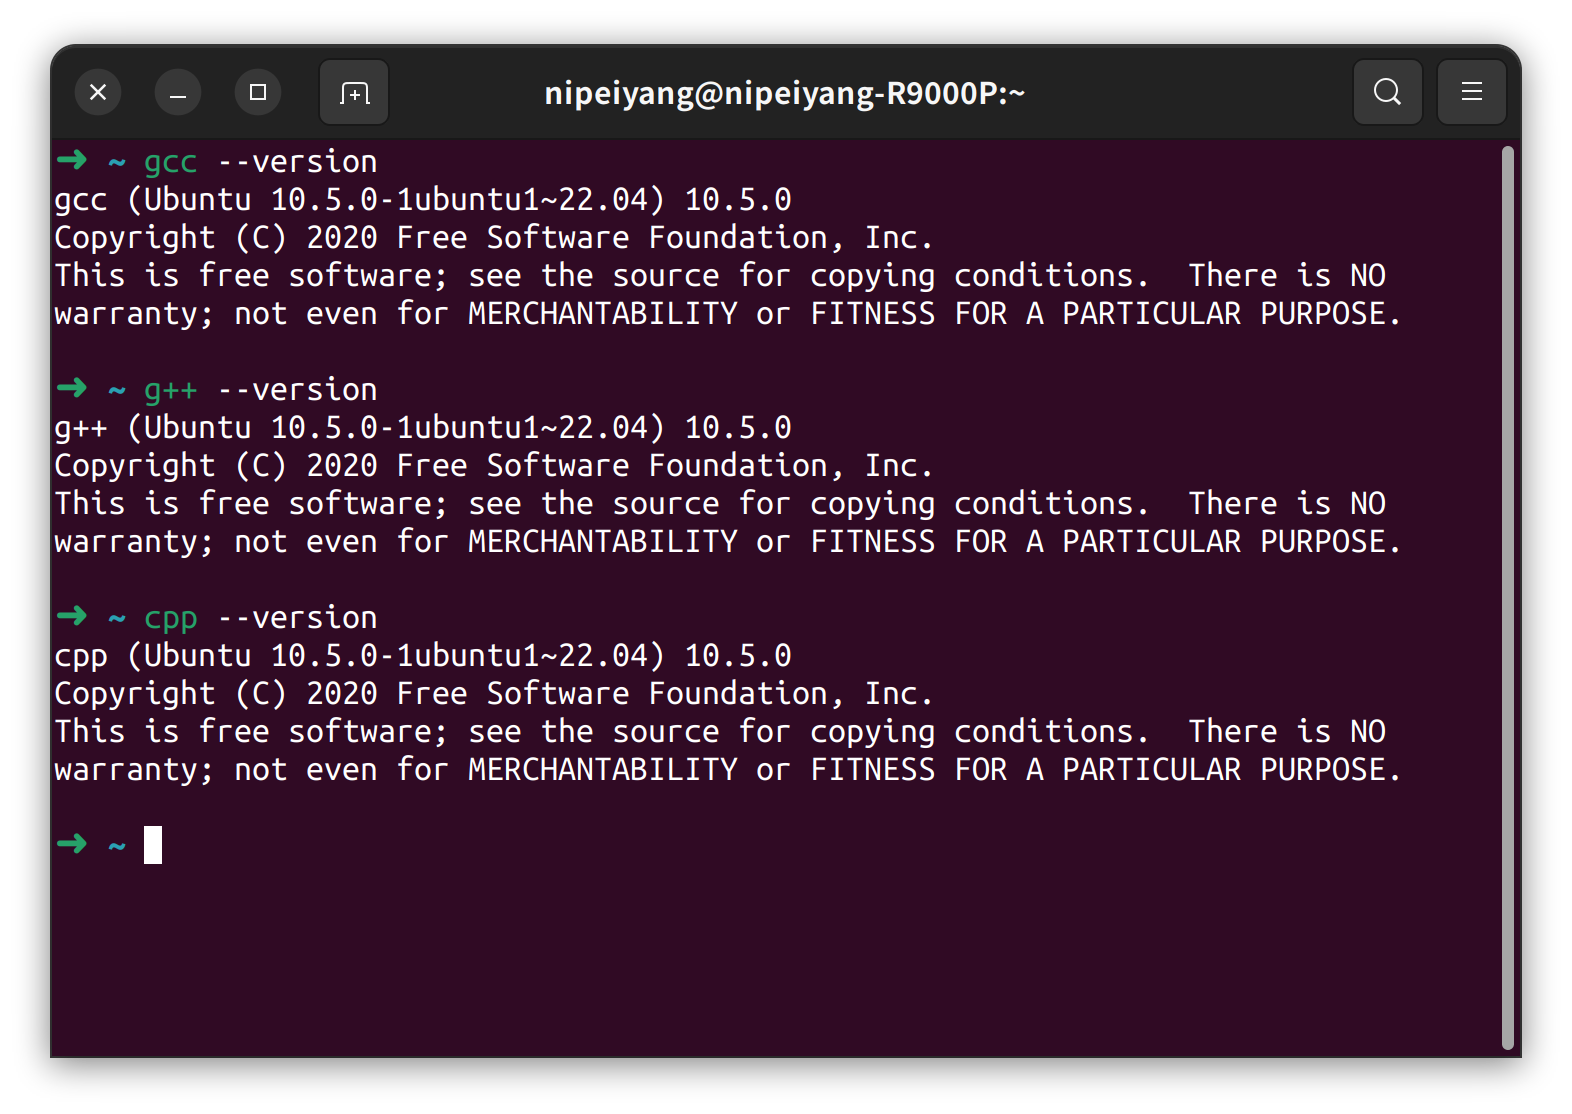 nipeiyang@nipeiyang-R9000P:~
➜ ~ gcc --version
gcc (Ubuntu 10.5.0-1ubuntu1~22.04) 10.5.0
Copyright (C) 2020 Free Software Foundation, Inc.
This is free software; see the source for copying conditions.  There is NO
warranty; not even for MERCHANTABILITY or FITNESS FOR A PARTICULAR PURPOSE.
➜ ~ g++ --version
g++ (Ubuntu 10.5.0-1ubuntu1~22.04) 10.5.0
Copyright (C) 2020 Free Software Foundation, Inc.
This is free software; see the source for copying conditions.  There is NO
warranty; not even for MERCHANTABILITY or FITNESS FOR A PARTICULAR PURPOSE.
➜ ~ cpp --version
cpp (Ubuntu 10.5.0-1ubuntu1~22.04) 10.5.0
Copyright (C) 2020 Free Software Foundation, Inc.
This is free software; see the source for copying conditions.  There is NO
warranty; not even for MERCHANTABILITY or FITNESS FOR A PARTICULAR PURPOSE.
➜ ~